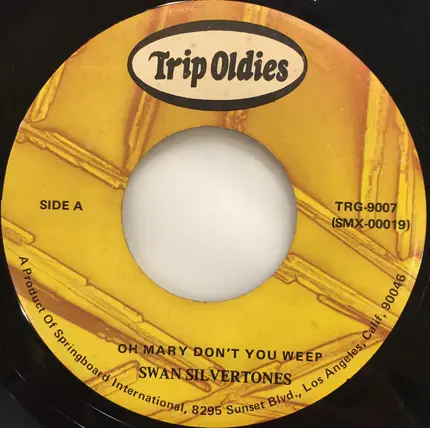 Trip Oldies
SIDE A
TRG-9007
(SMX-00019)
OH MARY DON'T YOU WEEP
SWAN SILVERTONES
A Product Of Springboard International, 8295 Sunset Blvd., Los Angeles, Calif. 90046